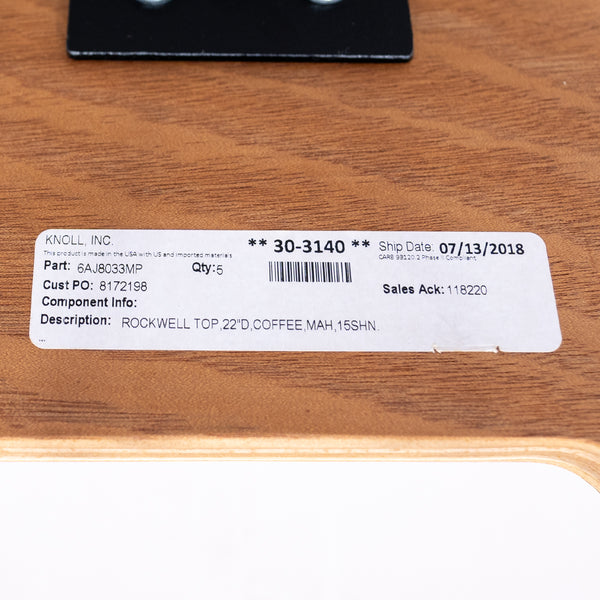 KNOLL, INC. ** 30-3140 ** Ship Date: 07/13/2018
This product is made in the USA with US and imported materials CARB 93120.2 Phase II Compliant
Part: 6AJ8033MP Qty:5
Cust PO: 8172198 Sales Ack: 118220
Component Info:
Description: ROCKWELL TOP,22"D,COFFEE,MAH,15SHN.
...